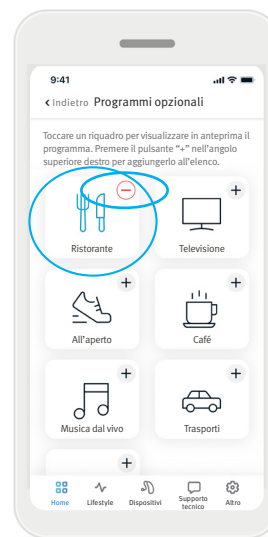 9:41
Indietro Programmi opzionali
Toccare un riquadro per visualizzare in anteprima il
programma. Premere il pulsante “+” nell'angolo
superiore destro per aggiungerlo all'elenco.
Ristorante
Televisione
All'aperto
Café
Musica dal vivo
Trasporti
Home
Lifestyle
Dispositivi
Supporto
tecnico
Altro